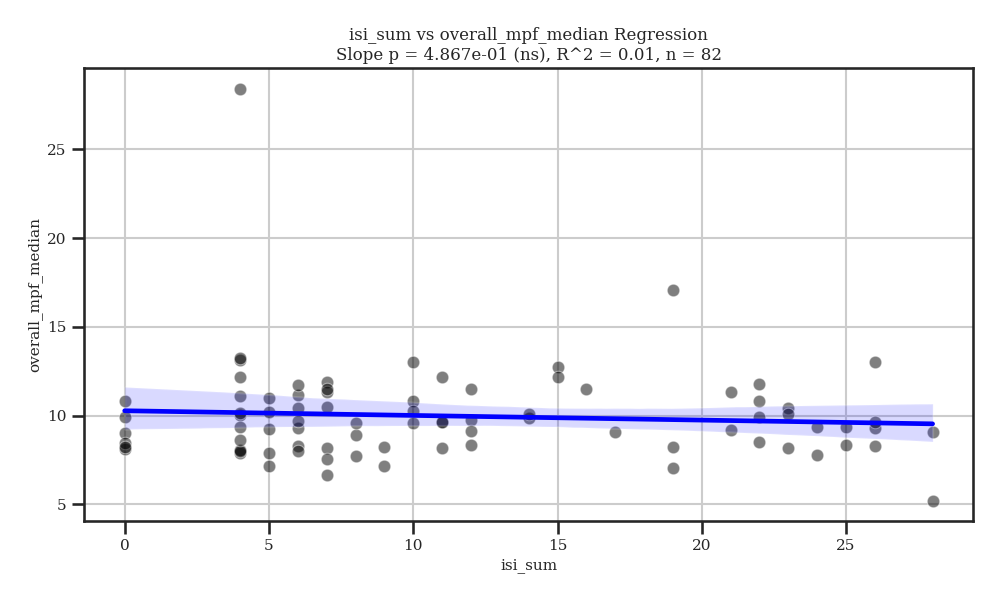 isi_sum vs overall_mpf_median Regression
Slope p = 4.867e-01 (ns), R^2 = 0.01, n = 82
overall_mpf_median
25
20
15
10
5
0
5
10
15
20
25
isi_sum